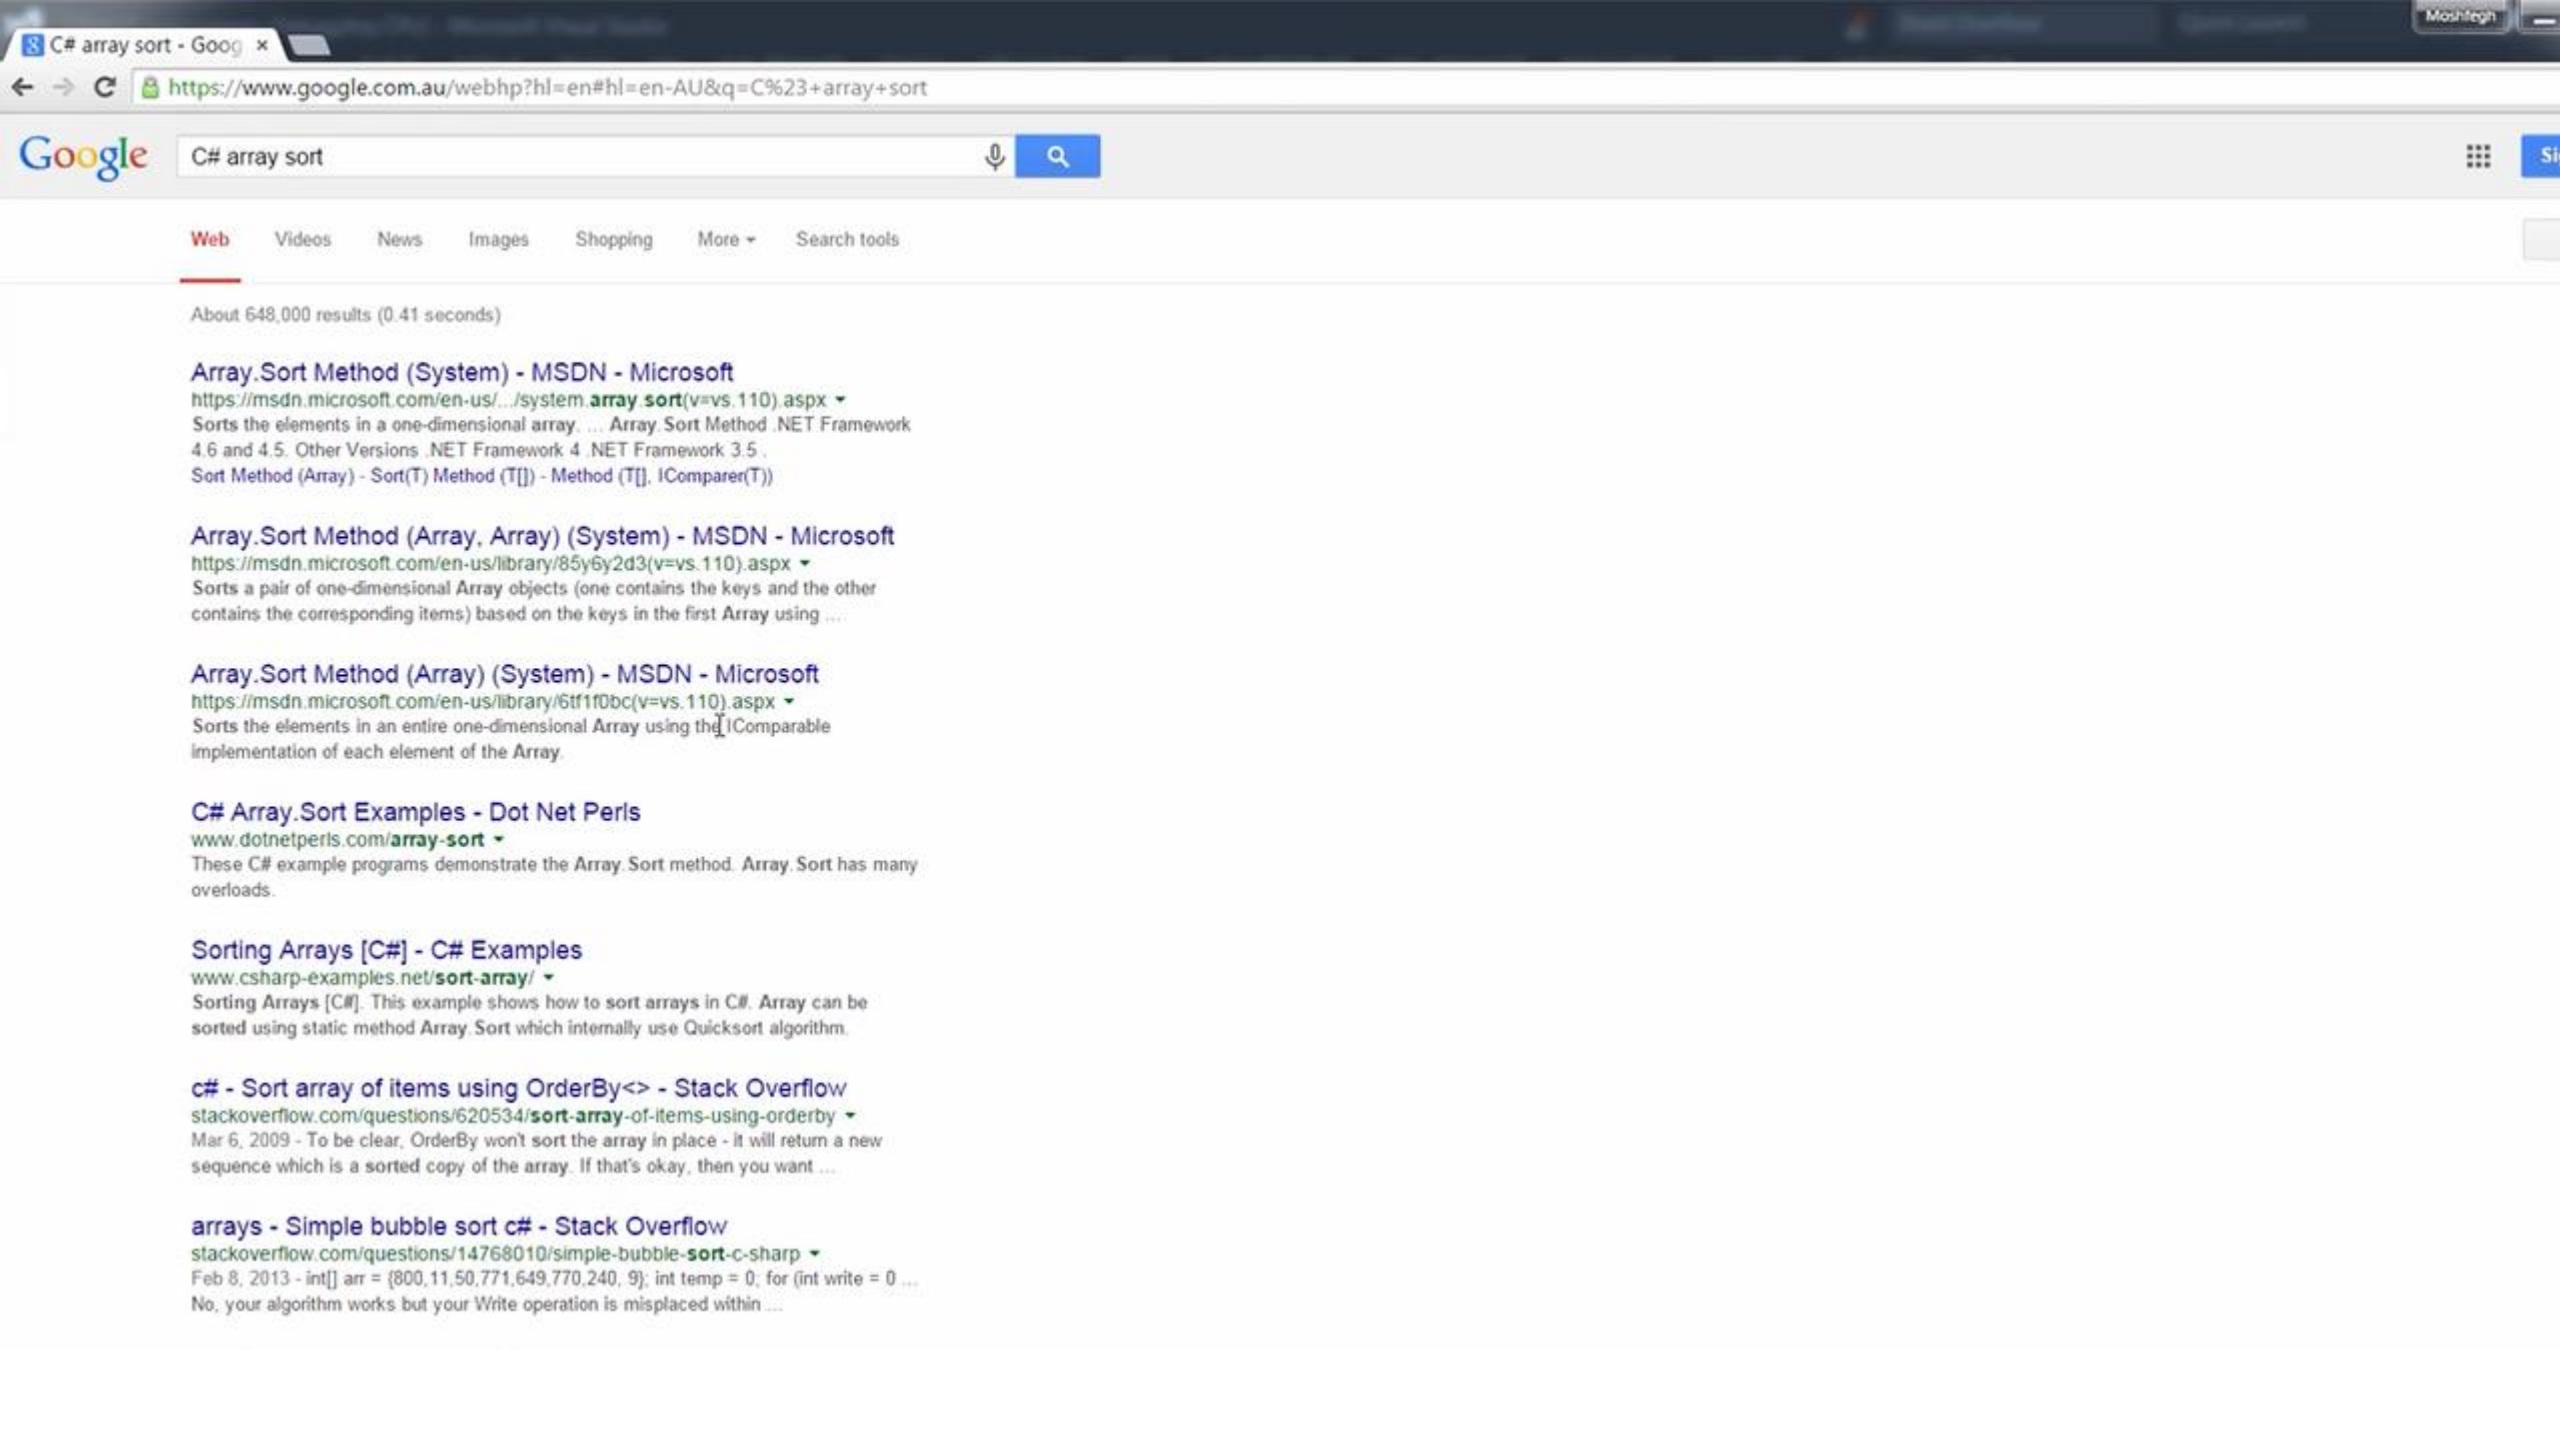 Moshfegh
C# array sort - Goog
https://www.google.com.au/webhp?hl=en#hl=en-AU&q=C%23+array+sort
Google
C# array sort
Web Videos News Images Shopping More Search tools
About 648,000 results (0.41 seconds)
Array.Sort Method (System) - MSDN - Microsoft
https://msdn.microsoft.com/en-us/.../system.array.sort(v=vs.110).aspx
Sorts the elements in a one-dimensional array. ... Array.Sort Method .NET Framework
4.6 and 4.5. Other Versions .NET Framework 4 .NET Framework 3.5 .
Sort Method (Array) - Sort(T) Method (T[]) - Method (T[], IComparer(T))
Array.Sort Method (Array, Array) (System) - MSDN - Microsoft
https://msdn.microsoft.com/en-us/library/85y6y2d3(v=vs.110).aspx
Sorts a pair of one-dimensional Array objects (one contains the keys and the other
contains the corresponding items) based on the keys in the first Array using ...
Array.Sort Method (Array) (System) - MSDN - Microsoft
https://msdn.microsoft.com/en-us/library/6tf1f0bc(v=vs.110).aspx
Sorts the elements in an entire one-dimensional Array using the IComparable
implementation of each element of the Array.
C# Array.Sort Examples - Dot Net Perls
www.dotnetperls.com/array-sort
These C# example programs demonstrate the Array.Sort method. Array.Sort has many
overloads.
Sorting Arrays [C#] - C# Examples
www.csharp-examples.net/sort-array/
Sorting Arrays [C#]. This example shows how to sort arrays in C#. Array can be
sorted using static method Array.Sort which internally use Quicksort algorithm.
c# - Sort array of items using OrderBy<> - Stack Overflow
stackoverflow.com/questions/620534/sort-array-of-items-using-orderby
Mar 6, 2009 - To be clear, OrderBy won't sort the array in place - it will return a new
sequence which is a sorted copy of the array. If that's okay, then you want ...
arrays - Simple bubble sort c# - Stack Overflow
stackoverflow.com/questions/14768010/simple-bubble-sort-c-sharp
Feb 8, 2013 - int[] arr = {800,11,50,771,649,770,240, 9}; int temp = 0; for (int write = 0 ...
No, your algorithm works but your Write operation is misplaced within ...